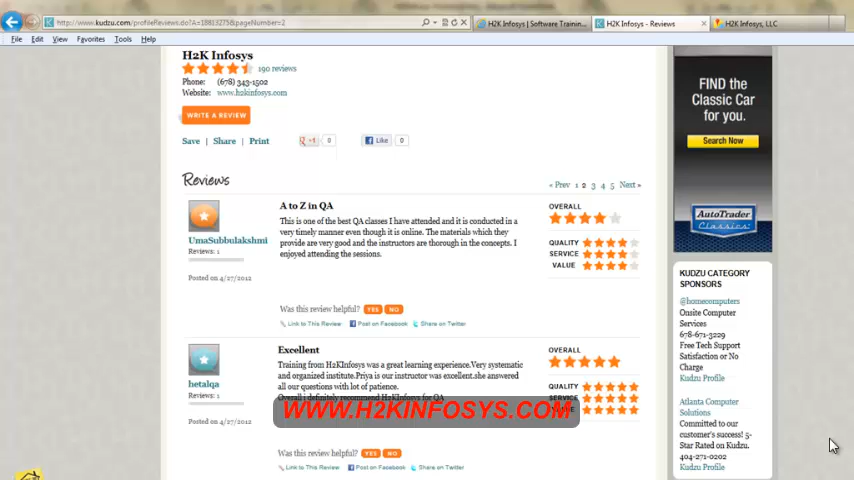 http://www.kudzu.com/profileReviews.do?A=18813275&pageNumber=2
H2K Infosys | Software Trainin...
H2K Infosys - Reviews
H2K Infosys, LLC
File Edit View Favorites Tools Help
H2K Infosys
190 reviews
Phone: (678) 343-1502
Website: www.h2kinfosys.com
WRITE A REVIEW
Save | Share | Print
+1 0
Like 0
Reviews
« Prev 1 2 3 4 5 Next »
A to Z in QA
UmaSubbulakshmi
Reviews: 1
Posted on 4/27/2012
This is one of the best QA classes I have attended and it is conducted in a
very timely manner even though it is online. The materials which they
provide are very good and the instructors are thorough in the concepts. I
enjoyed attending the sessions.
OVERALL
QUALITY
SERVICE
VALUE
Was this review helpful? YES NO
Link to This Review Post on Facebook Share on Twitter
Excellent
hetalqa
Reviews: 1
Posted on 4/27/2012
Training from H2KInfosys was a great learning experience.Very systematic
and organized institute.Priya is our instructor was excellent.she answered
all our questions with lot of patience.
Overall i definitely recommend H2KInfosys for QA
OVERALL
QUALITY
SERVICE
WWW.H2KINFOSYS.COM
Was this review helpful? YES NO
Link to This Review Post on Facebook Share on Twitter
FIND the
Classic Car
for you.
Search Now
AutoTrader
Classics
KUDZU CATEGORY
SPONSORS
@homecomputers
Onsite Computer
Services
678-671-3229
Free Tech Support
Satisfaction or No
Charge
Kudzu Profile
Atlanta Computer
Solutions
Committed to our
customer's success! 5-
Star Rated on Kudzu.
404-271-0202
Kudzu Profile